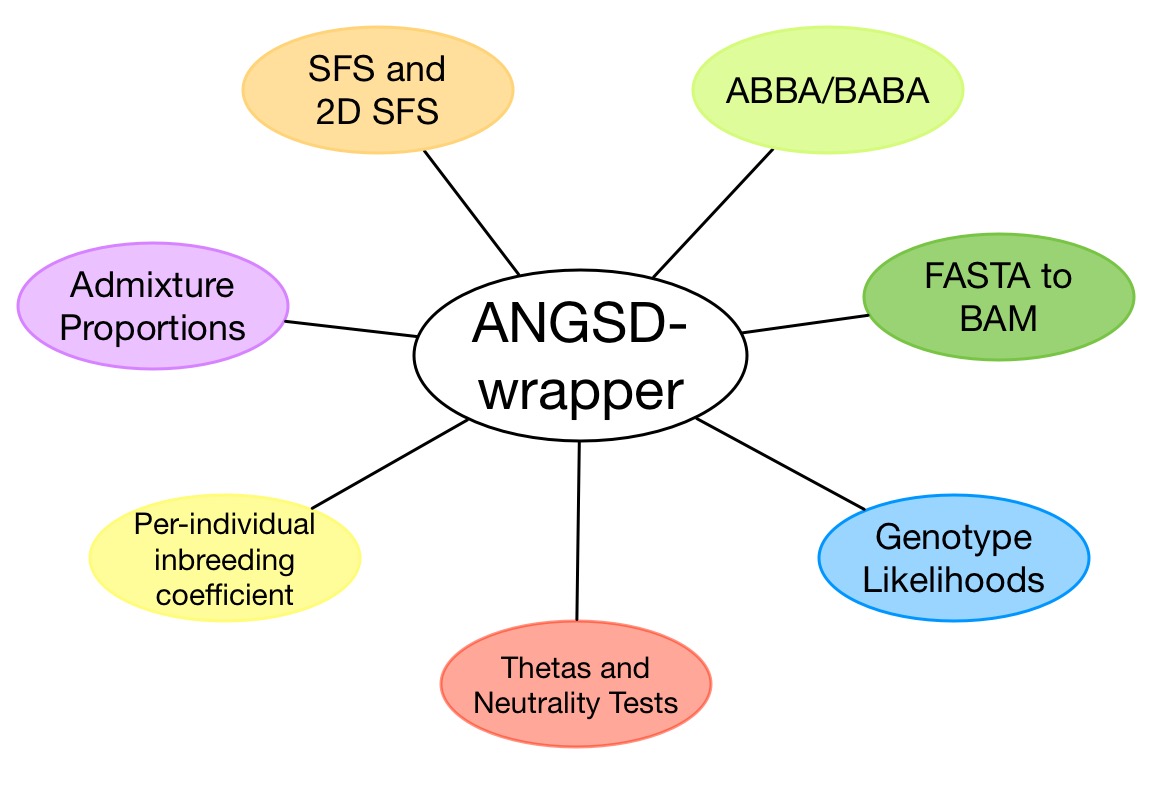 SFS and
2D SFS
ABBA/BABA
Admixture
Proportions
FASTA to
BAM
ANGSD-
wrapper
Per-individual
inbreeding
coefficient
Genotype
Likelihoods
Thetas and
Neutrality Tests